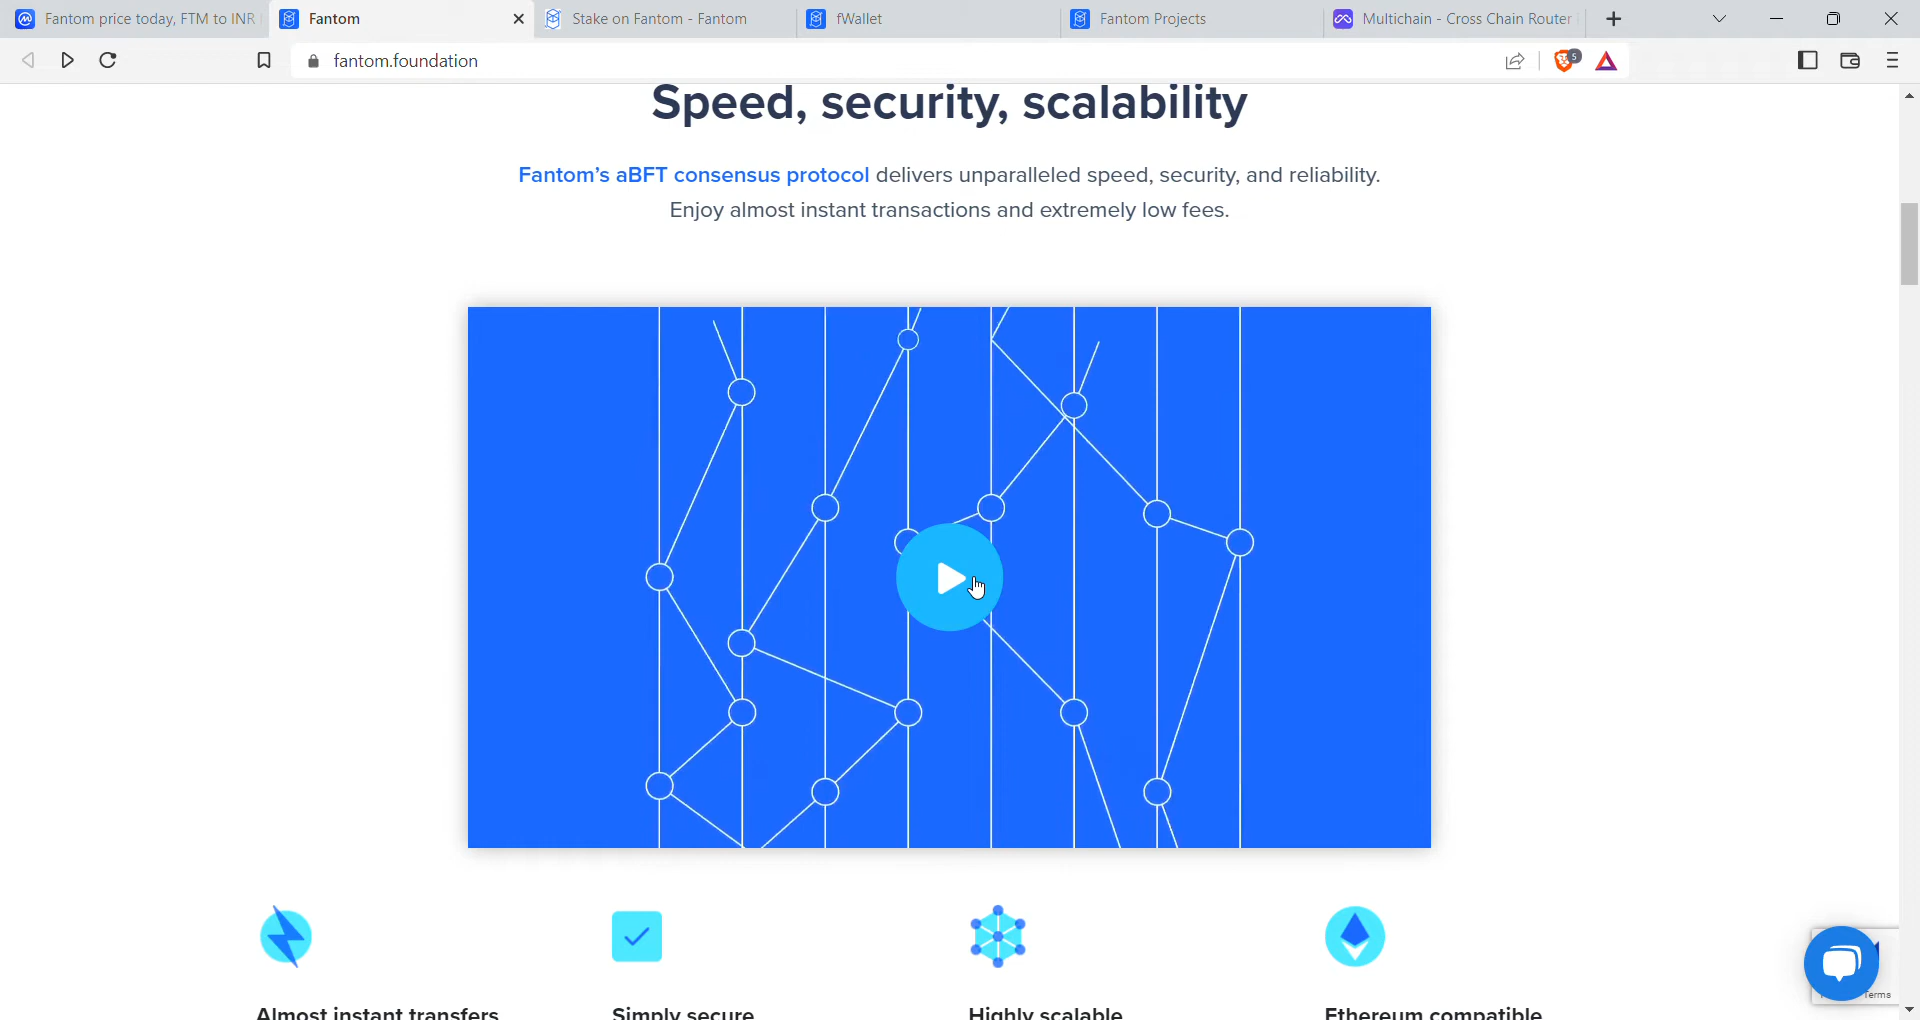 Fantom price today, FTM to INR
Fantom
Stake on Fantom - Fantom
fWallet
Fantom Projects
Multichain - Cross Chain Router
fantom.foundation
5
Speed, security, scalability
Fantom's aBFT consensus protocol delivers unparalleled speed, security, and reliability.
Enjoy almost instant transactions and extremely low fees.
Almost instant transfers
Simply secure
Highly scalable
Ethereum compatible
Terms